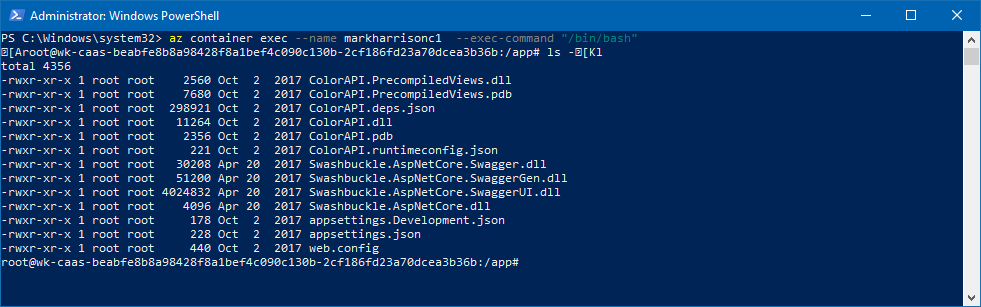 Administrator: Windows PowerShell
PS C:\Windows\system32> az container exec --name markharrisonc1  --exec-command "/bin/bash"
[Aroot@wk-caas-beabfe8b8a98428f8a1bef4c090c130b-2cf186fd23a70dcea3b36b:/app# ls -[Kl
total 4356
-rwxr-xr-x 1 root root    2560 Oct  2  2017 ColorAPI.PrecompiledViews.dll
-rwxr-xr-x 1 root root    7680 Oct  2  2017 ColorAPI.PrecompiledViews.pdb
-rwxr-xr-x 1 root root  298921 Oct  2  2017 ColorAPI.deps.json
-rwxr-xr-x 1 root root   11264 Oct  2  2017 ColorAPI.dll
-rwxr-xr-x 1 root root    2356 Oct  2  2017 ColorAPI.pdb
-rwxr-xr-x 1 root root     221 Oct  2  2017 ColorAPI.runtimeconfig.json
-rwxr-xr-x 1 root root   30208 Apr 20  2017 Swashbuckle.AspNetCore.Swagger.dll
-rwxr-xr-x 1 root root   51200 Apr 20  2017 Swashbuckle.AspNetCore.SwaggerGen.dll
-rwxr-xr-x 1 root root 4024832 Apr 20  2017 Swashbuckle.AspNetCore.SwaggerUI.dll
-rwxr-xr-x 1 root root    4096 Apr 20  2017 Swashbuckle.AspNetCore.dll
-rwxr-xr-x 1 root root     178 Oct  2  2017 appsettings.Development.json
-rwxr-xr-x 1 root root     228 Oct  2  2017 appsettings.json
-rwxr-xr-x 1 root root     440 Oct  2  2017 web.config
root@wk-caas-beabfe8b8a98428f8a1bef4c090c130b-2cf186fd23a70dcea3b36b:/app#